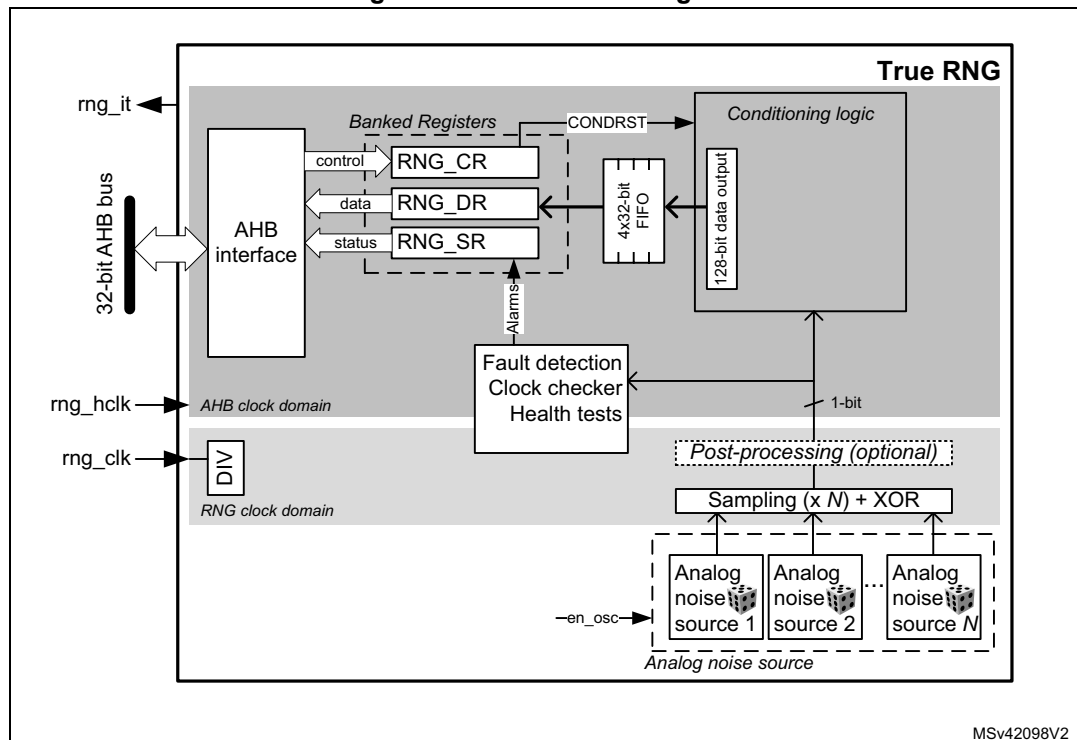 True RNG
rng_it
Banked Registers
CONDRST
Conditioning logic
control
RNG_CR
data
RNG_DR
status
RNG_SR
AHB
interface
32-bit AHB bus
4x32-bit
FIFO
128-bit data output
Alarms
Fault detection
Clock checker
Health tests
rng_hclk
AHB clock domain
1-bit
rng_clk
DIV
RNG clock domain
Post-processing (optional)
Sampling (x N) + XOR
Analog
noise
source 1
Analog
noise
source 2
...
Analog
noise
source N
en_osc
Analog noise source
MSv42098V2